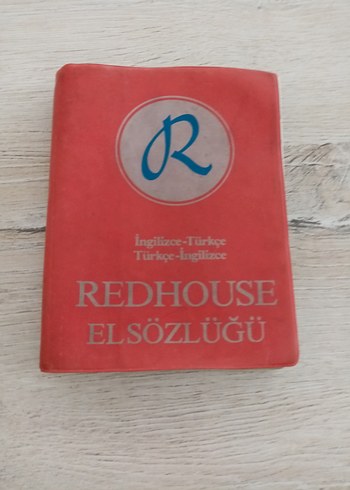 R
İngilizce-Türkçe
Türkçe-İngilizce
REDHOUSE
ELSÖZLÜĞÜ